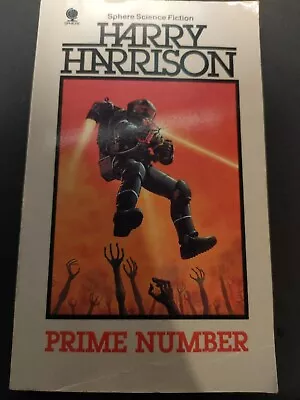 Sphere Science Fiction
HARRY
HARRISON
PRIME NUMBER